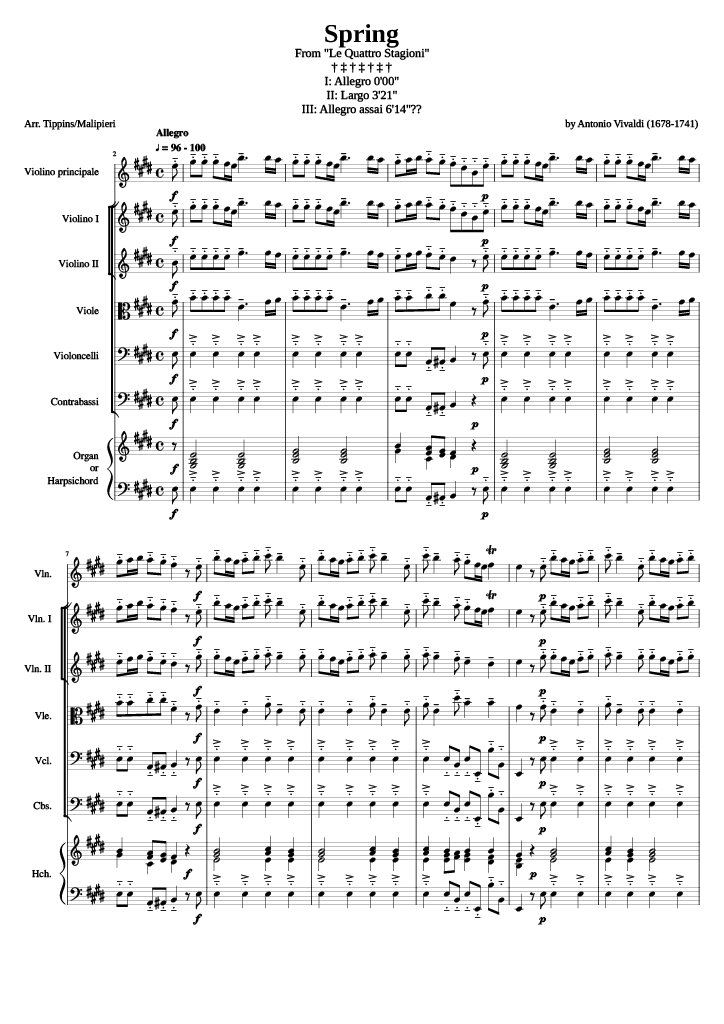 Spring
From "Le Quattro Stagioni"
†‡†‡†‡†
I: Allegro 0'00"
II: Largo 3'21"
III: Allegro assai 6'14"??
Arr. Tippins/Malipieri
by Antonio Vivaldi (1678-1741)
Allegro
♩ = 96 - 100
2
Violino principale
f p
Violino I
f p
Violino II
f p
Viole
f p
Violoncelli
f p
Contrabassi
f p
Organ
or
Harpsichord
f p
f p
7
tr
Vln.
f p
tr
Vln. I
f p
Vln. II
f p
Vle.
f p
Vcl.
f p
Cbs.
f p
Hch.
f p
f p